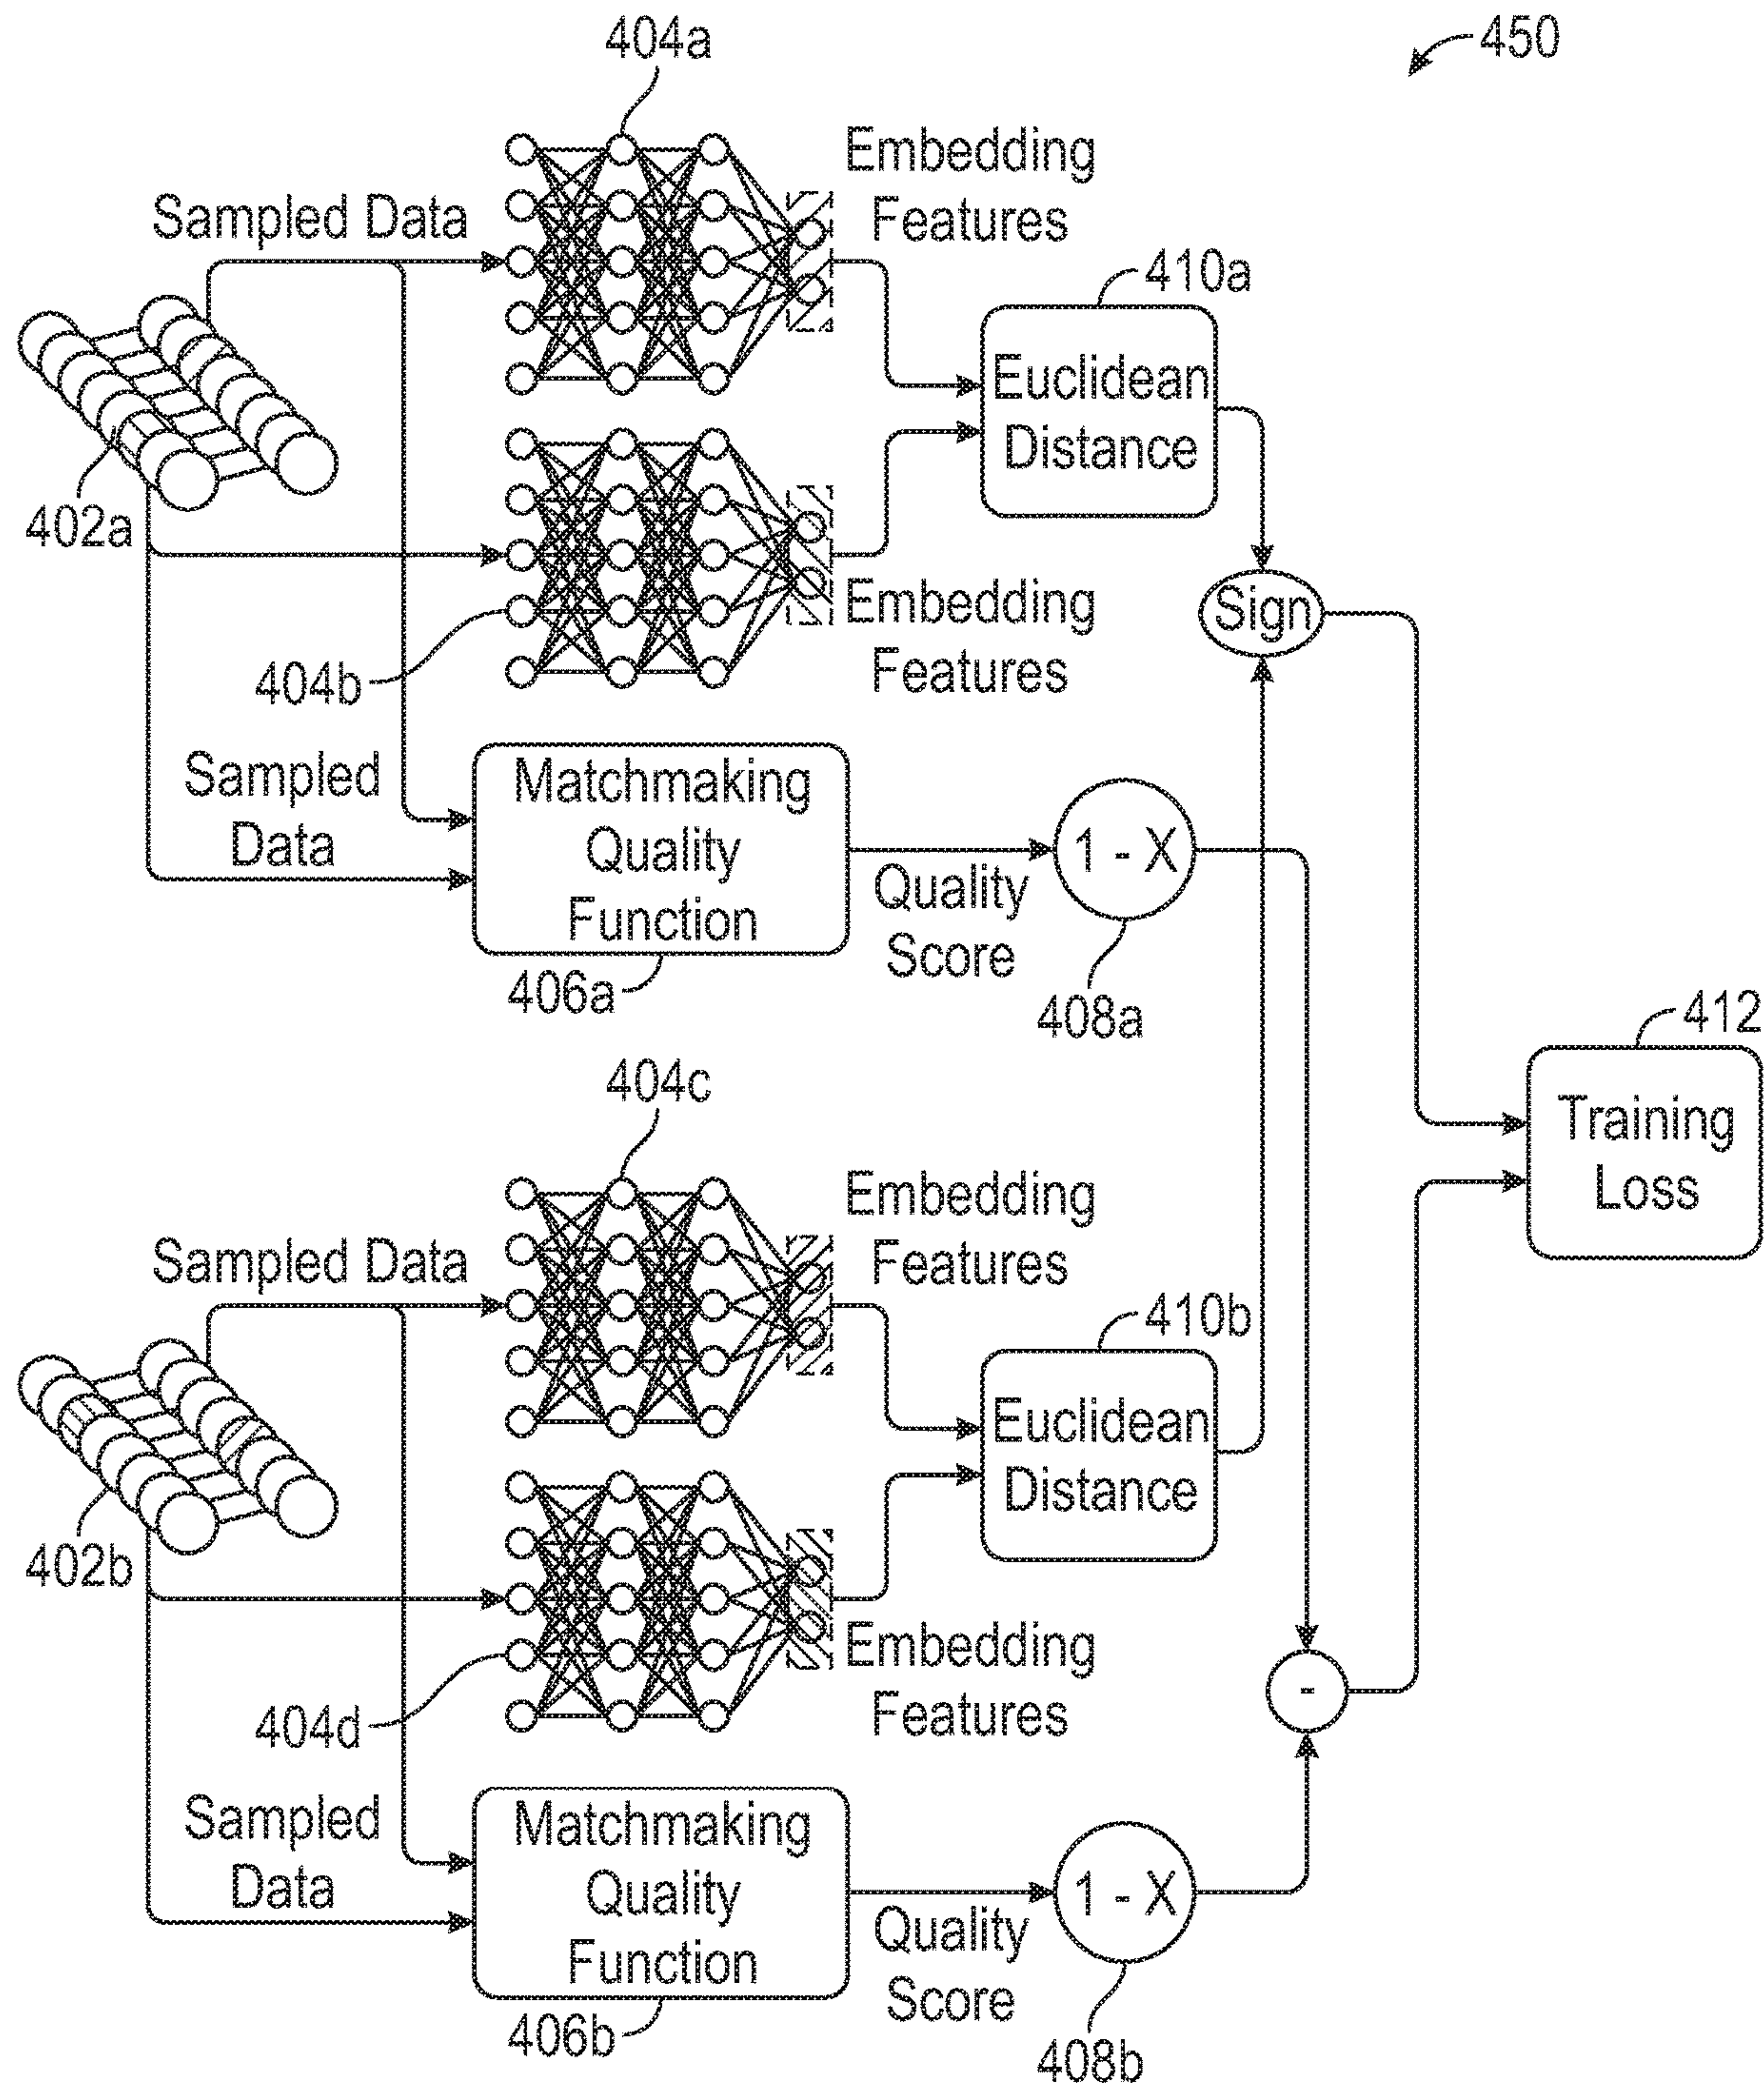 404a
450
Embedding
Features
Sampled Data
410a
Euclidean
Distance
402a
Sign
Embedding
Features
404b
Sampled
Data
Matchmaking
Quality
Function
1 - X
Quality
Score
406a
408a
412
Training
Loss
404c
Embedding
Features
Sampled Data
410b
Euclidean
Distance
402b
Embedding
Features
-
404d
Sampled
Data
Matchmaking
Quality
Function
1 - X
Quality
Score
406b
408b